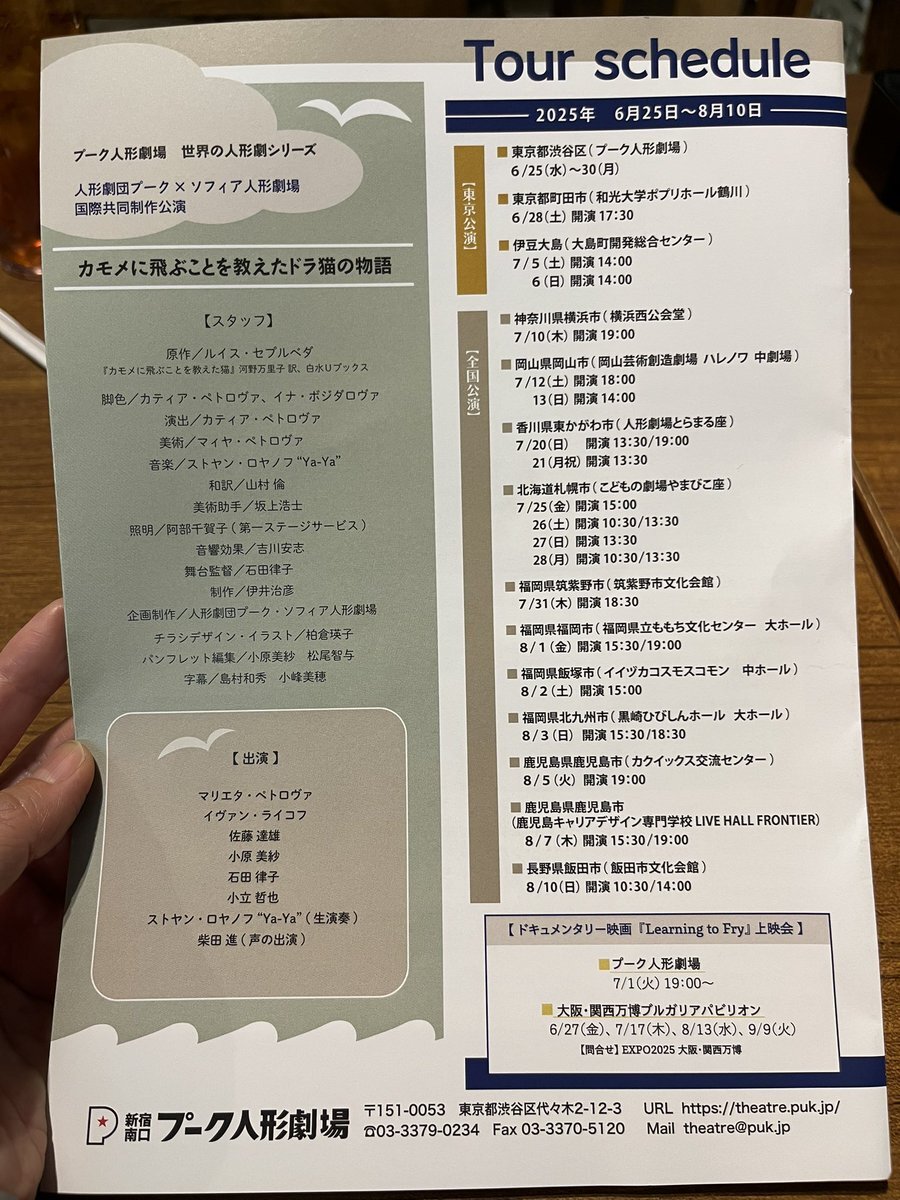 プーク人形劇場　世界の人形劇シリーズ
人形劇団プーク×ソフィア人形劇場
国際共同制作公演
カモメに飛ぶことを教えたドラ猫の物語
【スタッフ】
原作／ルイス・セプルベダ
『カモメに飛ぶことを教えた猫』河野万里子 訳、白水Uブックス
脚色／カティア・ペトロヴァ、イナ・ボジダロヴァ
演出／カティア・ペトロヴァ
美術／マィヤ・ペトロヴァ
音楽／ストヤン・ロヤノフ“Ya-Ya”
和訳／山村 倫
美術助手／坂上浩士
照明／阿部千賀子（第一ステージサービス）
音響効果／吉川安志
舞台監督／石田律子
制作／伊井治彦
企画制作／人形劇団プーク・ソフィア人形劇場
チラシデザイン・イラスト／柏倉瑛子
パンフレット編集／小原美紗　松尾智与
字幕／島村和秀　小峰美穂
【出演】
マリエタ・ペトロヴァ
イヴァン・ライコフ
佐藤 達雄
小原 美紗
石田 律子
小立 哲也
ストヤン・ロヤノフ“Ya-Ya”（生演奏）
柴田 進（声の出演）
Tour schedule
2025年　6月25日〜8月10日
【東京公演】
東京都渋谷区（プーク人形劇場）
6/25（水）〜30（月）
東京都町田市（和光大学ポプリホール鶴川）
6/28（土）開演 17:30
伊豆大島（大島町開発総合センター）
7/5（土）開演 14:00
6（日）開演 14:00
【全国公演】
神奈川県横浜市（横浜西公会堂）
7/10（木）開演 19:00
岡山県岡山市（岡山芸術創造劇場 ハレノワ 中劇場）
7/12（土）開演 18:00
13（日）開演 14:00
香川県東かがわ市（人形劇場とらまる座）
7/20（日）　開演 13:30/19:00
21（月祝）開演 13:30
北海道札幌市（こどもの劇場やまびこ座）
7/25（金）開演 15:00
26（土）開演 10:30/13:30
27（日）開演 13:30
28（月）開演 10:30/13:30
福岡県筑紫野市（筑紫野市文化会館）
7/31（木）開演 18:30
福岡県福岡市（福岡県立ももち文化センター　大ホール）
8/1（金）開演 15:30/19:00
福岡県飯塚市（イイヅカコスモスコモン　中ホール）
8/2（土）開演 15:00
福岡県北九州市（黒崎ひびしんホール　大ホール）
8/3（日）開演 15:30/18:30
鹿児島県鹿児島市（カクイックス交流センター）
8/5（火）開演 19:00
鹿児島県鹿児島市
（鹿児島キャリアデザイン専門学校 LIVE HALL FRONTIER）
8/7（木）開演 15:30/19:00
長野県飯田市（飯田市文化会館）
8/10（日）開演 10:30/14:00
【ドキュメンタリー映画『Learning to Fry』上映会】
プーク人形劇場
7/1（火）19:00〜
大阪・関西万博ブルガリアパビリオン
6/27（金）、7/17（木）、8/13（水）、9/9（火）
【問合せ】EXPO2025 大阪・関西万博
新宿南口 プーク人形劇場
〒151-0053　東京都渋谷区代々木2-12-3　URL https://theatre.puk.jp/
☎03-3379-0234　Fax 03-3370-5120　Mail theatre@puk.jp